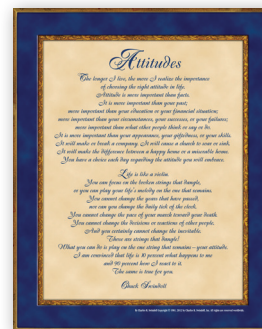 Attitudes
The longer I live, the more I realize the importance
of choosing the right attitude in life.
Attitude is more important than facts.
It is more important than your past;
more important than your education or your financial situation;
more important than your circumstances, your successes, or your failures;
more important than what other people think or say or do.
It is more important than your appearance, your giftedness, or your skills.
It will make or break a company. It will cause a church to soar or sink.
It will make the difference between a happy home or a miserable home.
You have a choice each day regarding the attitude you will embrace.
Life is like a violin.
You can focus on the broken strings that dangle,
or you can play your life's melody on the one that remains.
You cannot change the years that have passed,
nor can you change the daily tick of the clock.
You cannot change the pace of your march toward your death.
You cannot change the decisions or reactions of other people.
And you certainly cannot change the inevitable.
Those are strings that dangle!
What you can do is play on the one string that remains – your attitude.
I am convinced that life is 10 percent what happens to me
and 90 percent how I react to it.
The same is true for you.
Chuck Swindoll